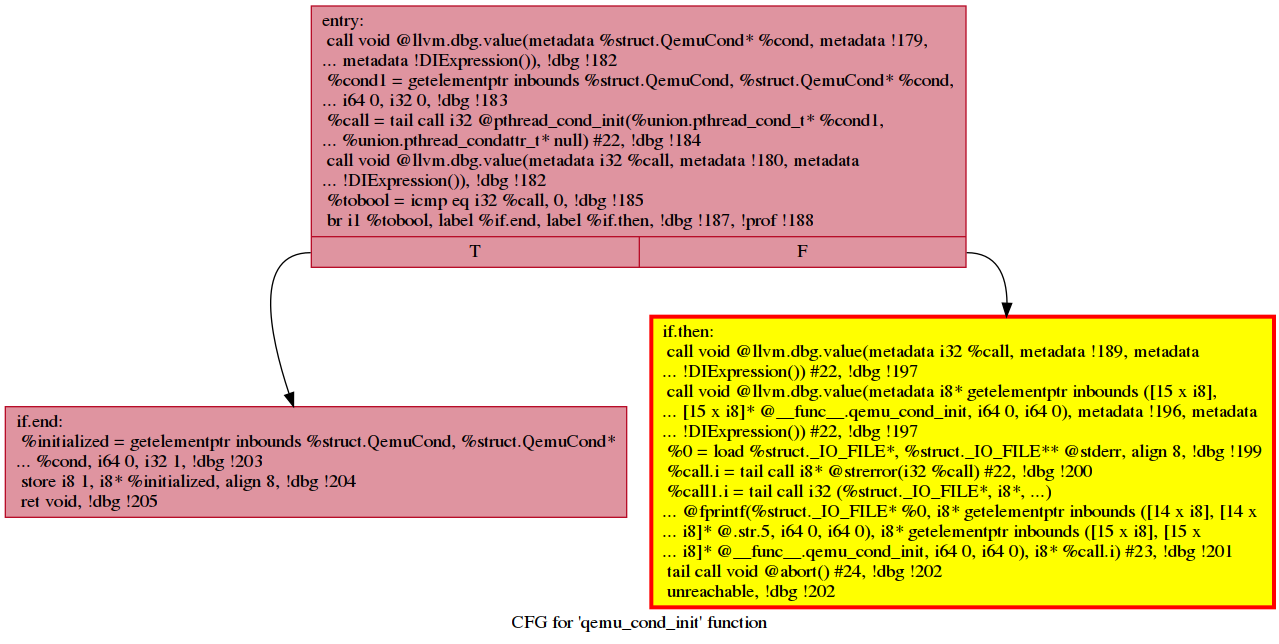 entry:
call void @llvm.dbg.value(metadata %struct.QemuCond* %cond, metadata !179,
... metadata !DIExpression()), !dbg !182
%cond1 = getelementptr inbounds %struct.QemuCond, %struct.QemuCond* %cond,
... i64 0, i32 0, !dbg !183
%call = tail call i32 @pthread_cond_init(%union.pthread_cond_t* %cond1,
... %union.pthread_condattr_t* null) #22, !dbg !184
call void @llvm.dbg.value(metadata i32 %call, metadata !180, metadata
... !DIExpression()), !dbg !182
%tobool = icmp eq i32 %call, 0, !dbg !185
br i1 %tobool, label %if.end, label %if.then, !dbg !187, !prof !188
T
F
if.then:
call void @llvm.dbg.value(metadata i32 %call, metadata !189, metadata
... !DIExpression()) #22, !dbg !197
call void @llvm.dbg.value(metadata i8* getelementptr inbounds ([15 x i8],
... [15 x i8]* @__func__.qemu_cond_init, i64 0, i64 0), metadata !196, metadata
... !DIExpression()) #22, !dbg !197
%0 = load %struct._IO_FILE*, %struct._IO_FILE** @stderr, align 8, !dbg !199
%call.i = tail call i8* @strerror(i32 %call) #22, !dbg !200
%call1.i = tail call i32 (%struct._IO_FILE*, i8*, ...)
... @fprintf(%struct._IO_FILE* %0, i8* getelementptr inbounds ([14 x i8], [14 x
... i8]* @.str.5, i64 0, i64 0), i8* getelementptr inbounds ([15 x i8], [15 x
... i8]* @__func__.qemu_cond_init, i64 0, i64 0), i8* %call.i) #23, !dbg !201
tail call void @abort() #24, !dbg !202
unreachable, !dbg !202
if.end:
%initialized = getelementptr inbounds %struct.QemuCond, %struct.QemuCond*
... %cond, i64 0, i32 1, !dbg !203
store i8 1, i8* %initialized, align 8, !dbg !204
ret void, !dbg !205
CFG for 'qemu_cond_init' function